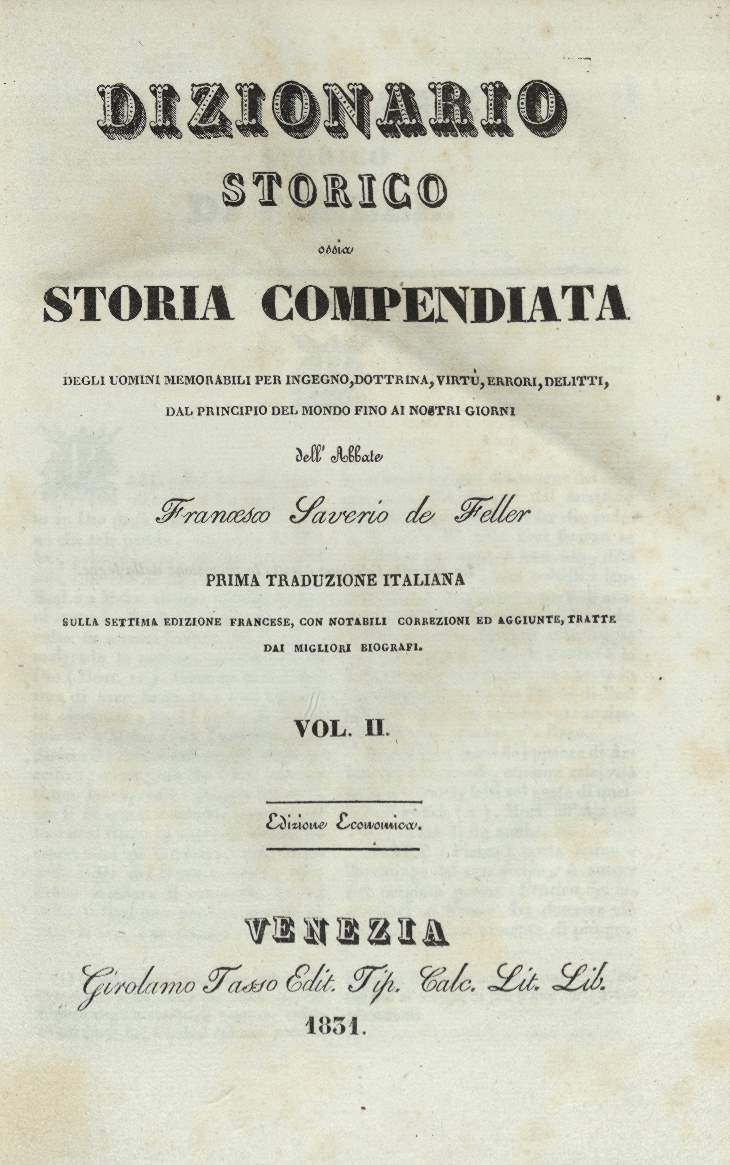 DIZIONARIO
STORICO
ossia
STORIA COMPENDIATA
DEGLI UOMINI MEMORABILI PER INGEGNO, DOTTRINA, VIRTÙ, ERRORI, DELITTI,
DAL PRINCIPIO DEL MONDO FINO AI NOSTRI GIORNI
dell' Abbate
Francesco Saverio de Feller
PRIMA TRADUZIONE ITALIANA
SULLA SETTIMA EDIZIONE FRANCESE, CON NOTABILI CORREZIONI ED AGGIUNTE, TRATTE
DAI MIGLIORI BIOGRAFI.
VOL. II.
Edizione Economica.
VENEZIA
Girolamo Tasso Edit. Tip. Calc. Lit. Lib.
1831.